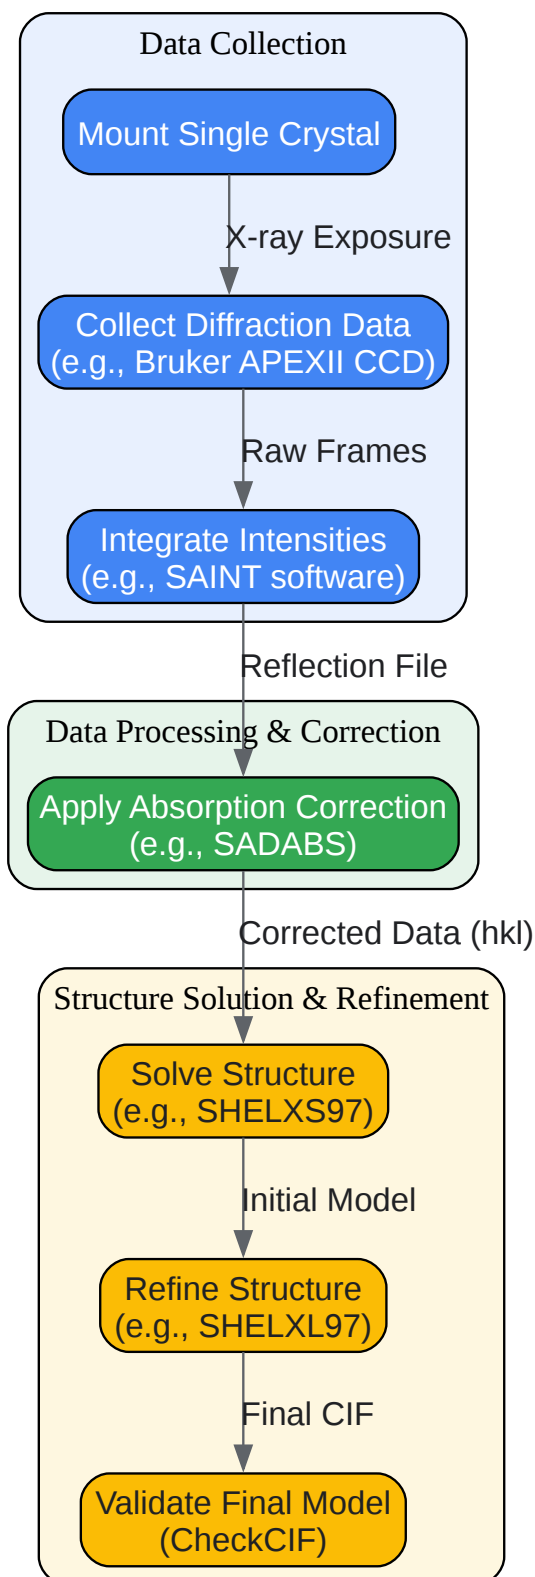 Data Collection
Mount Single Crystal
X-ray Exposure
Collect Diffraction Data
(e.g., Bruker APEXII CCD)
Raw Frames
Integrate Intensities
(e.g., SAINT software)
Reflection File
Data Processing & Correction
Apply Absorption Correction
(e.g., SADABS)
Corrected Data (hkl)
Structure Solution & Refinement
Solve Structure
(e.g., SHELXS97)
Initial Model
Refine Structure
(e.g., SHELXL97)
Final CIF
Validate Final Model
(CheckCIF)